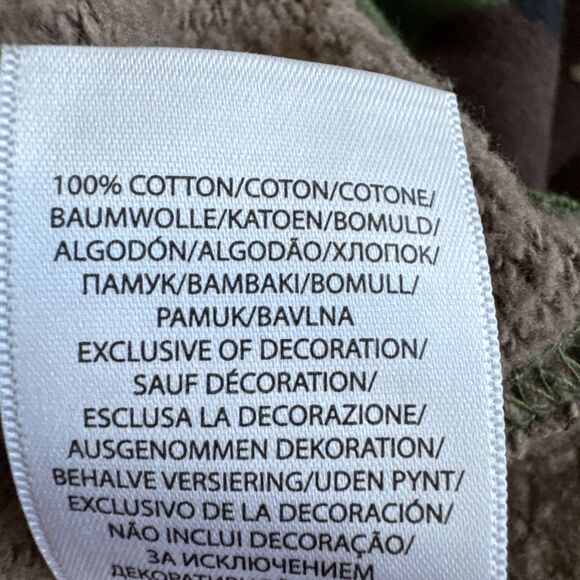 100% COTTON/COTON/COTONE/
BAUMWOLLE/KATOEN/BOMULD/
ALGODÓN/ALGODÃO/ХЛОПОК/
ПАМУК/BAMBAKI/BOMULL/
PAMUK/BAVLNA
EXCLUSIVE OF DECORATION/
SAUF DÉCORATION/
ESCLUSA LA DECORAZIONE/
AUSGENOMMEN DEKORATION/
BEHALVE VERSIERING/UDEN PYNT/
EXCLUSIVO DE LA DECORACIÓN/
NÃO INCLUI DECORAÇÃO/
ЗА ИСКЛЮЧЕНИЕМ